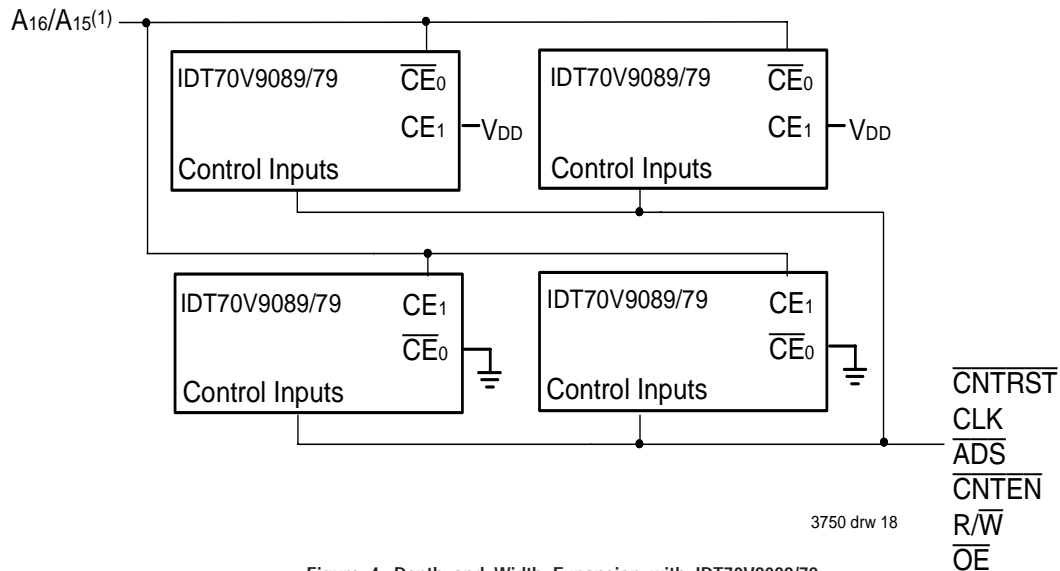 A16/A15(1)
IDT70V9089/79 CE0
CE1 VDD
Control Inputs
IDT70V9089/79 CE0
CE1 VDD
Control Inputs
IDT70V9089/79 CE1
CE0
Control Inputs
IDT70V9089/79 CE1
CE0
Control Inputs
CNTRST
CLK
ADS
CNTEN
R/W
OE
3750 drw 18